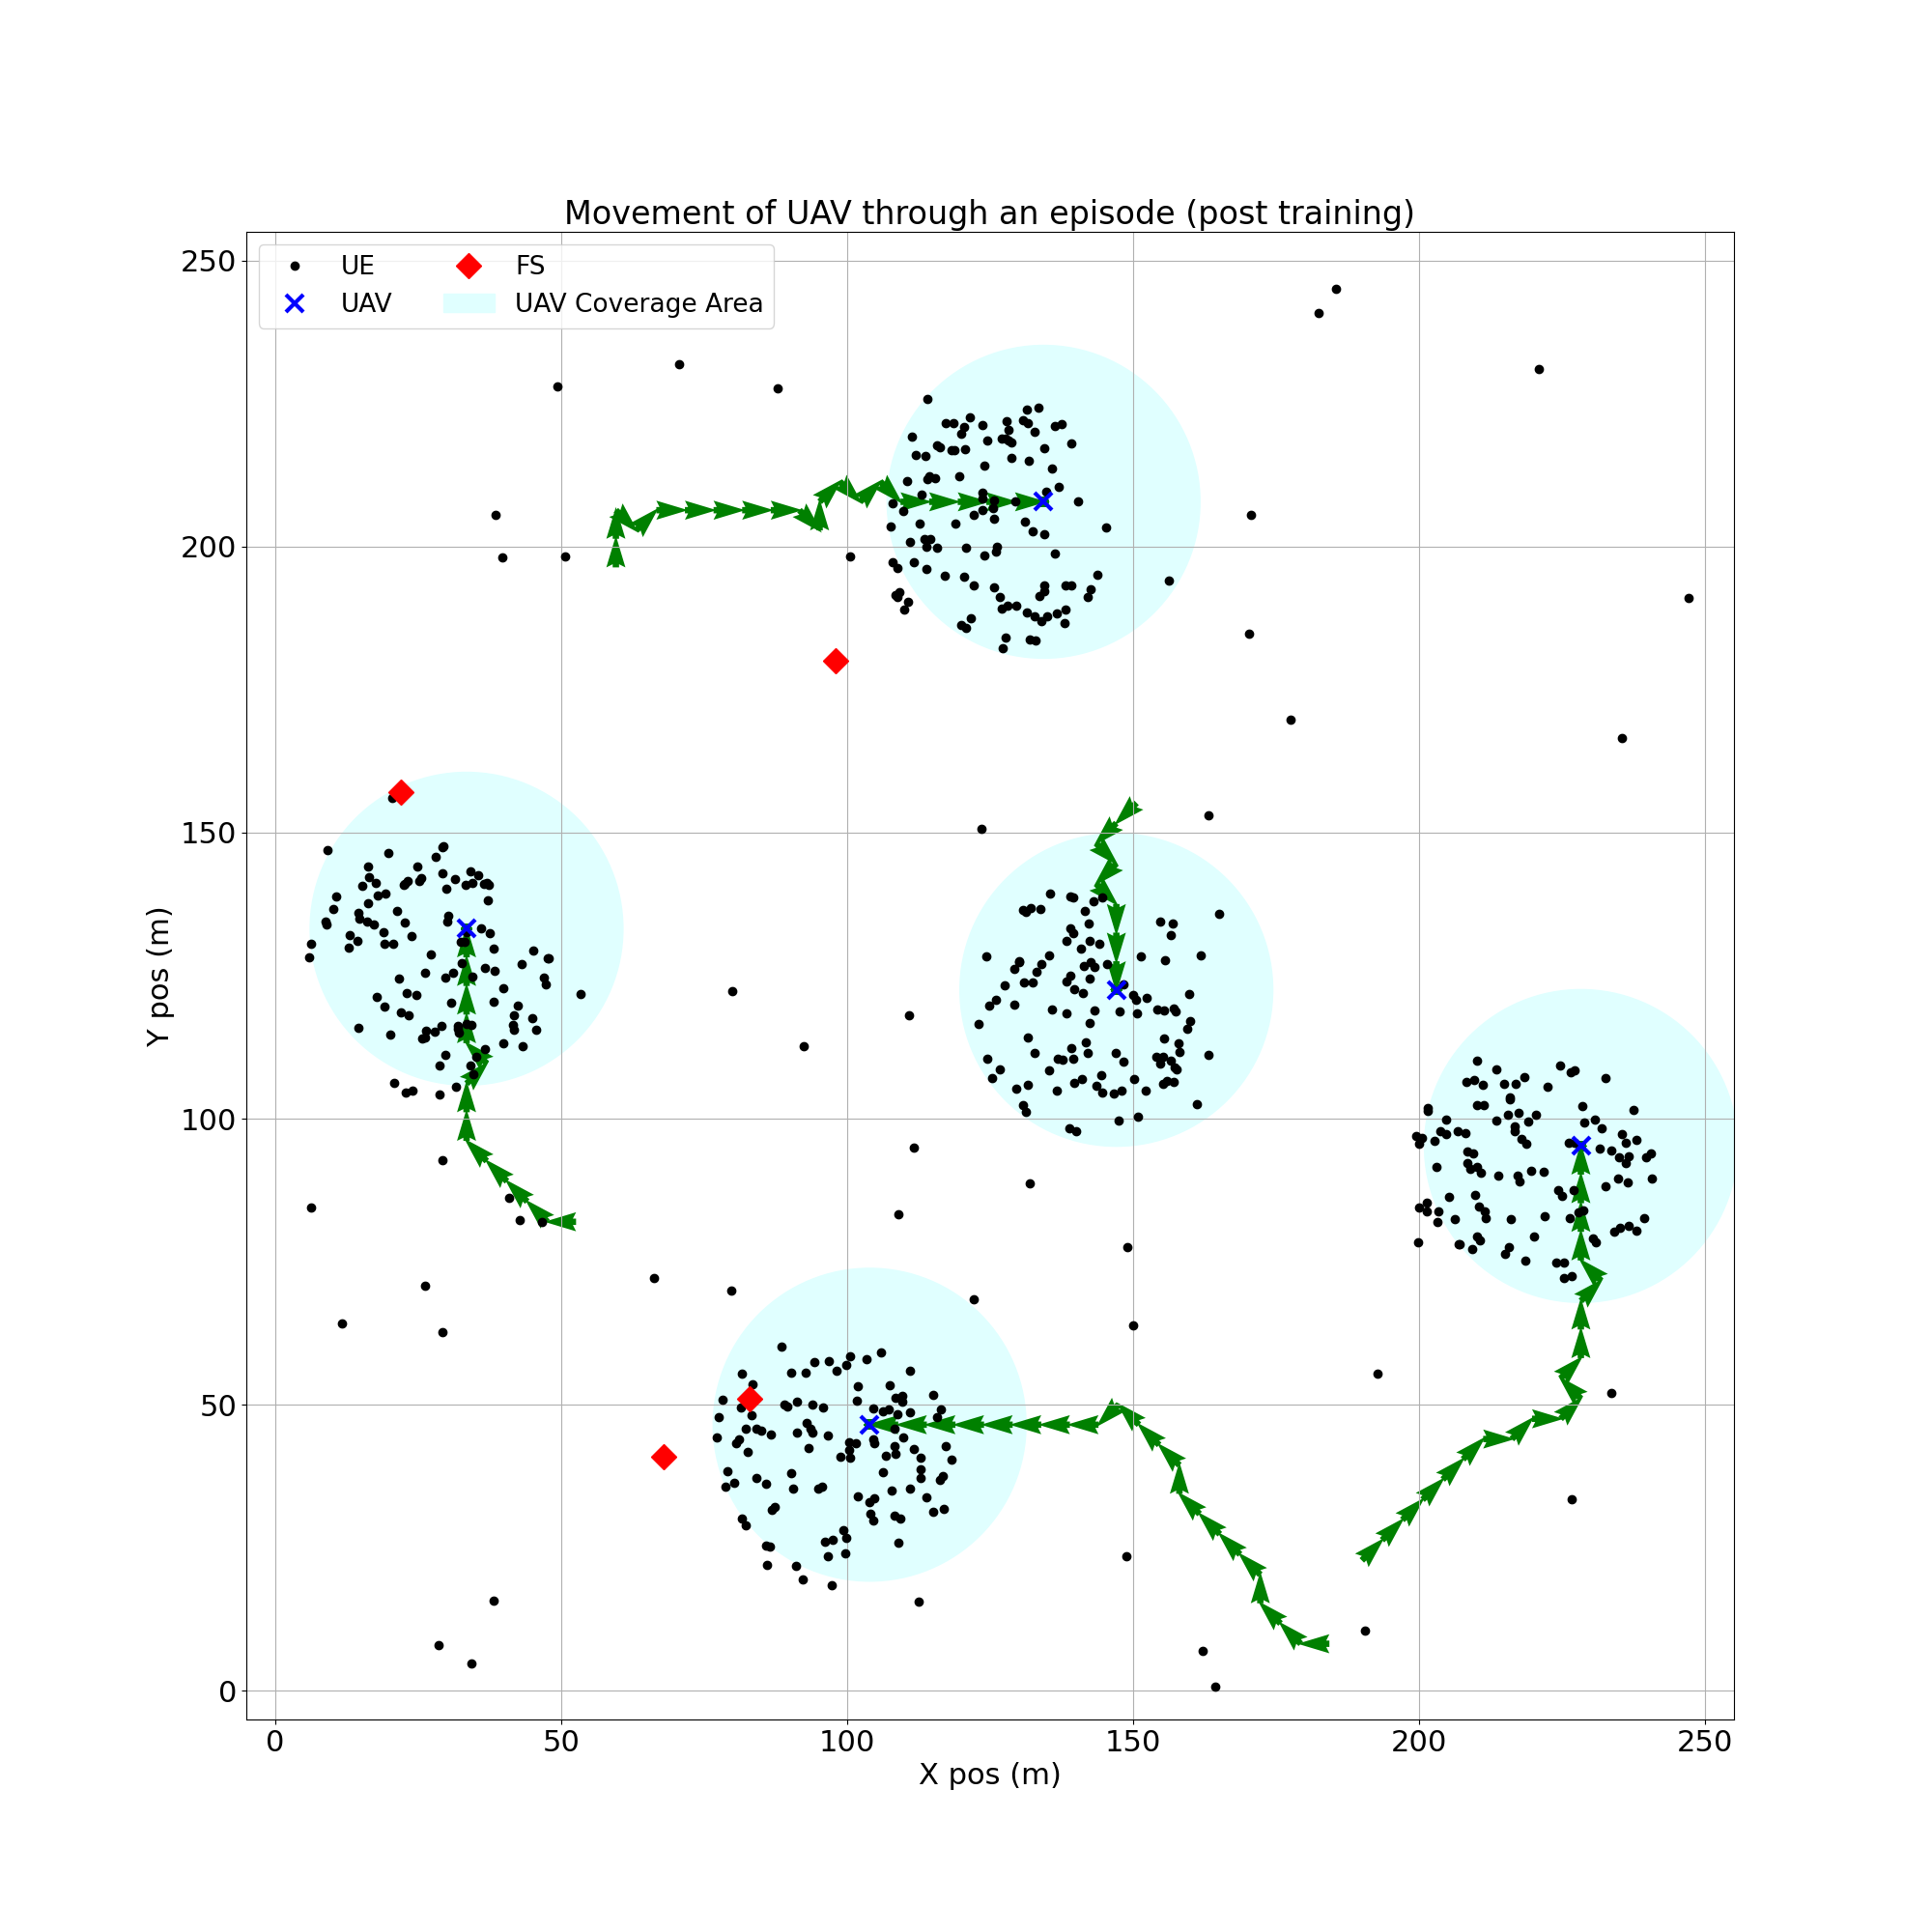 Movement of UAV through an episode (post training)
UE
FS
UAV
UAV Coverage Area
250
200
150
100
50
0
Y pos (m)
0 50 100 150 200 250
X pos (m)